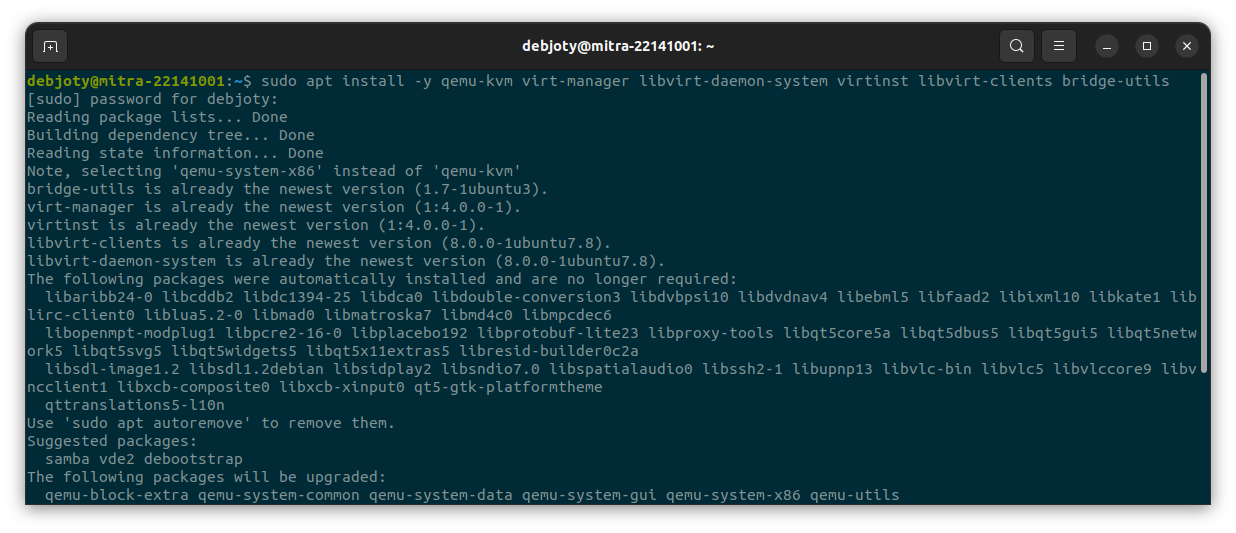 debjoty@mitra-22141001: ~
debjoty@mitra-22141001:~$ sudo apt install -y qemu-kvm virt-manager libvirt-daemon-system virtinst libvirt-clients bridge-utils
[sudo] password for debjoty:
Reading package lists... Done
Building dependency tree... Done
Reading state information... Done
Note, selecting 'qemu-system-x86' instead of 'qemu-kvm'
bridge-utils is already the newest version (1.7-1ubuntu3).
virt-manager is already the newest version (1:4.0.0-1).
virtinst is already the newest version (1:4.0.0-1).
libvirt-clients is already the newest version (8.0.0-1ubuntu7.8).
libvirt-daemon-system is already the newest version (8.0.0-1ubuntu7.8).
The following packages were automatically installed and are no longer required:
  libaribb24-0 libcddb2 libdc1394-25 libdca0 libdouble-conversion3 libdvbpsi10 libdvdnav4 libebml5 libfaad2 libixml10 libkate1 lib
lirc-client0 liblua5.2-0 libmad0 libmatroska7 libmd4c0 libmpcdec6
  libopenmpt-modplug1 libpcre2-16-0 libplacebo192 libprotobuf-lite23 libproxy-tools libqt5core5a libqt5dbus5 libqt5gui5 libqt5netw
ork5 libqt5svg5 libqt5widgets5 libqt5x11extras5 libresid-builder0c2a
  libsdl-image1.2 libsdl1.2debian libsidplay2 libsndio7.0 libspatialaudio0 libssh2-1 libupnp13 libvlc-bin libvlc5 libvlccore9 libv
ncclient1 libxcb-composite0 libxcb-xinput0 qt5-gtk-platformtheme
  qttranslations5-l10n
Use 'sudo apt autoremove' to remove them.
Suggested packages:
  samba vde2 debootstrap
The following packages will be upgraded:
  qemu-block-extra qemu-system-common qemu-system-data qemu-system-gui qemu-system-x86 qemu-utils